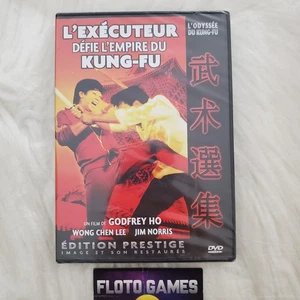 L'EXÉCUTEUR
DÉFIE L'EMPIRE DU
KUNG-FU
L'ODYSSÉE
DU KUNG-FU
武术選集
UN FILM DE GODFREY HO
WONG CHEN LEE JIM NORRIS
ÉDITION PRESTIGE
IMAGE ET SON RESTAURÉS
DVD
FLOTO GAMES